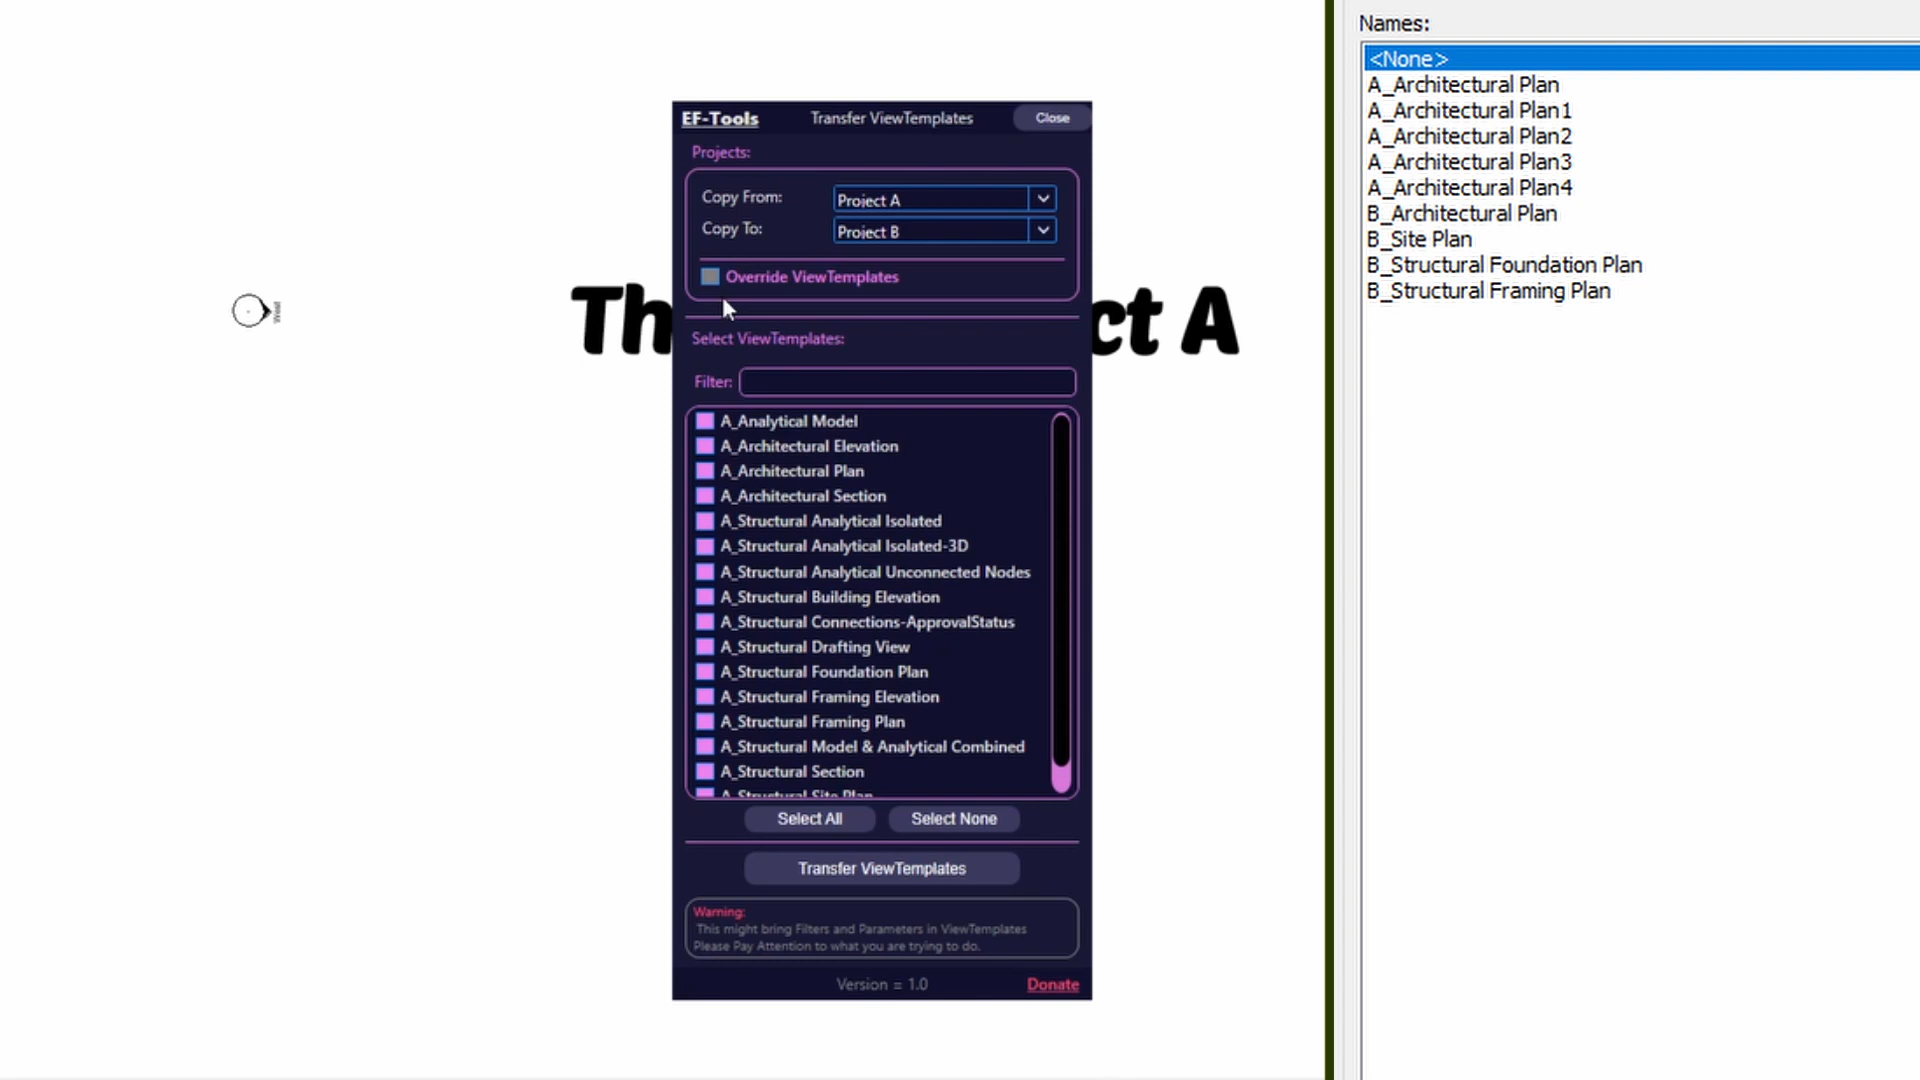 EF-Tools
Transfer ViewTemplates
Close
Projects:
Copy From:
Project A
Copy To:
Project B
Override ViewTemplates
Th
ct A
Select ViewTemplates:
Filter:
A_Analytical Model
A_Architectural Elevation
A_Architectural Plan
A_Architectural Section
A_Structural Analytical Isolated
A_Structural Analytical Isolated-3D
A_Structural Analytical Unconnected Nodes
A_Structural Building Elevation
A_Structural Connections-ApprovalStatus
A_Structural Drafting View
A_Structural Foundation Plan
A_Structural Framing Elevation
A_Structural Framing Plan
A_Structural Model & Analytical Combined
A_Structural Section
A_Structural Site Plan
Select All
Select None
Transfer ViewTemplates
Warning:
This might bring Filters and Parameters in ViewTemplates
Please Pay Attention to what you are trying to do.
Version = 1.0
Donate
Names:
<None>
A_Architectural Plan
A_Architectural Plan1
A_Architectural Plan2
A_Architectural Plan3
A_Architectural Plan4
B_Architectural Plan
B_Site Plan
B_Structural Foundation Plan
B_Structural Framing Plan